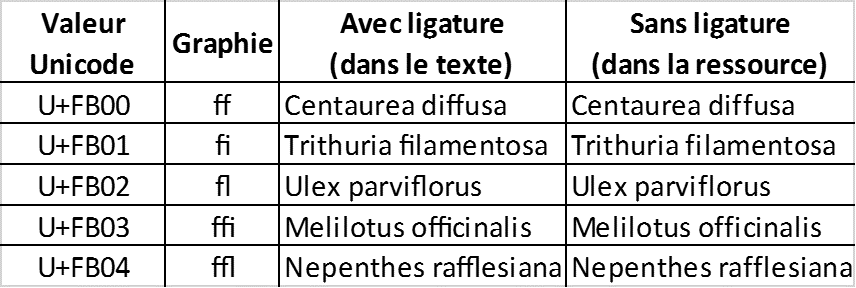 Valeur Unicode | Graphie | Avec ligature (dans le texte) | Sans ligature (dans la ressource)
U+FB00 | ff | Centaurea diffusa | Centaurea diffusa
U+FB01 | fi | Trithuria filamentosa | Trithuria filamentosa
U+FB02 | fl | Ulex parviflorus | Ulex parviflorus
U+FB03 | ffi | Melilotus officinalis | Melilotus officinalis
U+FB04 | ffl | Nepenthes rafflesiana | Nepenthes rafflesiana